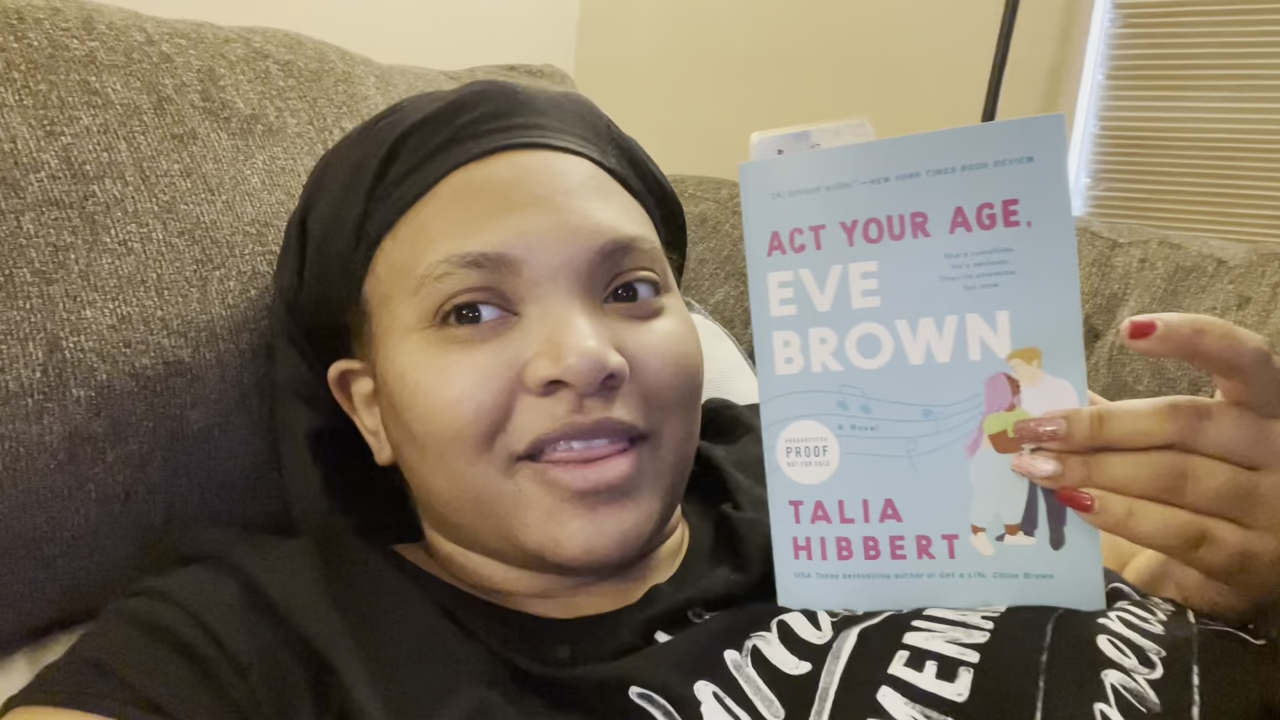 —NEW YORK TIMES BOOK REVIEW
ACT YOUR AGE,
EVE
BROWN
a Novel
PROOF
NOT FOR SALE
TALIA
HIBBERT
USA Today bestselling author of Get a Life, Chloe Brown
MENA